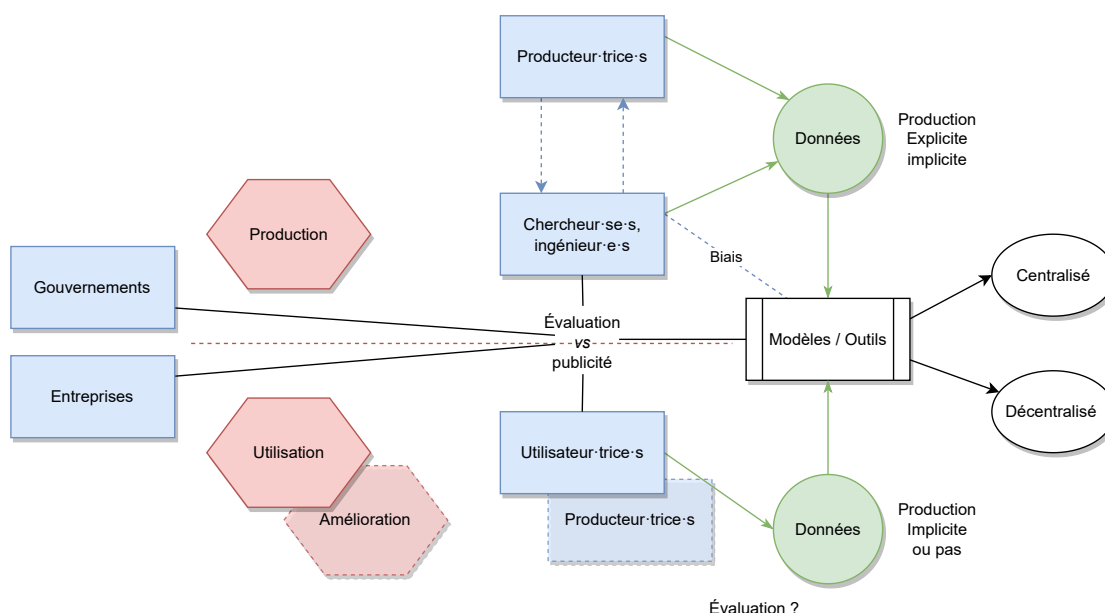 Producteur·trice·s
Données
Production
Explicite
implicite
Chercheur·se·s,
ingénieur·e·s
Production
Biais
Gouvernements
Centralisé
Évaluation
vs
publicité
Modèles / Outils
Entreprises
Décentralisé
Utilisation
Utilisateur·trice·s
Amélioration
Producteur·trice·s
Données
Production
Implicite
ou pas
Évaluation ?